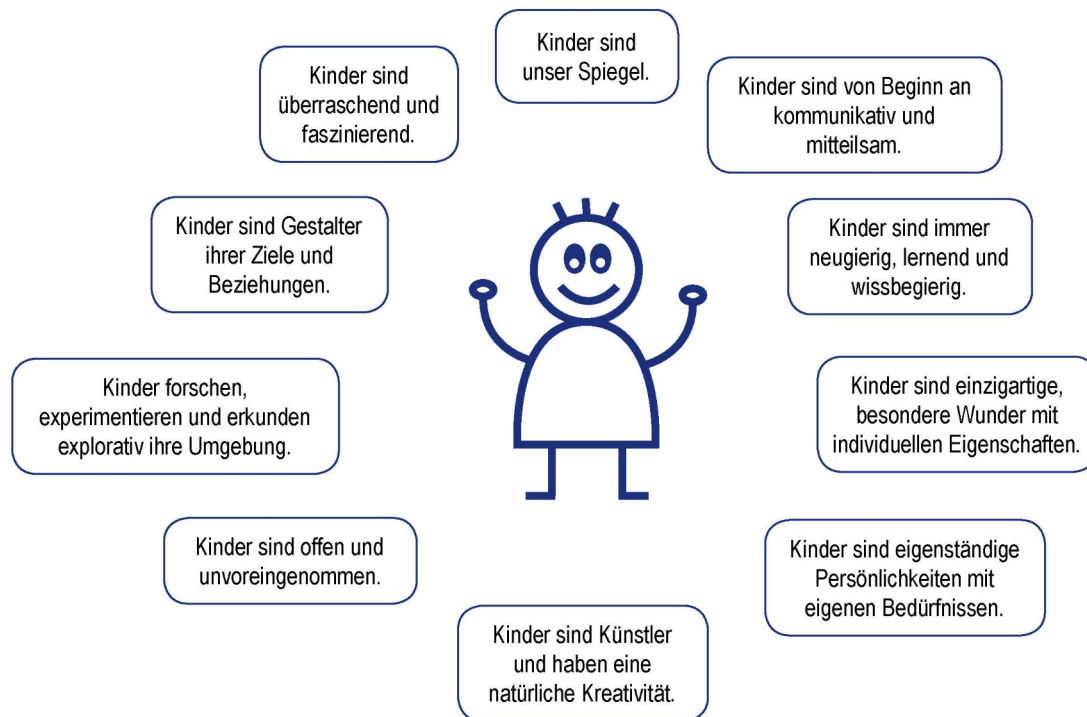 Kinder sind
unser Spiegel.
Kinder sind von Beginn an
kommunikativ und
mitteilsam.
Kinder sind immer
neugierig, lernend und
wissbegierig.
Kinder sind einzigartige,
besondere Wunder mit
individuellen Eigenschaften.
Kinder sind eigenständige
Persönlichkeiten mit
eigenen Bedürfnissen.
Kinder sind Künstler
und haben eine
natürliche Kreativität.
Kinder sind offen und
unvoreingenommen.
Kinder forschen,
experimentieren und erkunden
explorativ ihre Umgebung.
Kinder sind Gestalter
ihrer Ziele und
Beziehungen.
Kinder sind
überraschend und
faszinierend.